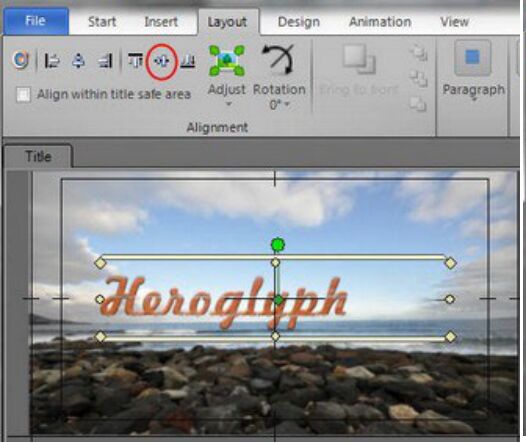 File Start Insert Layout Design Animation View
Align within title safe area
Adjust Rotation Bring to front Paragraph
0°
Alignment
Title
Heroglyph